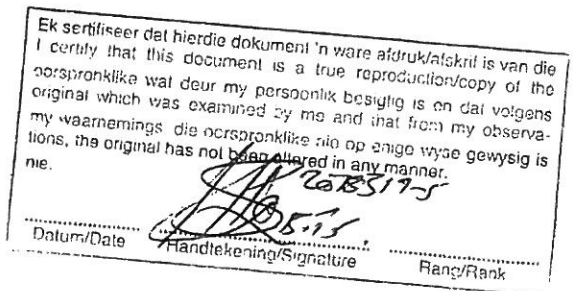 Ek sertifiseer dat hierdie dokument 'n ware afdruk/afskrif is van die
I certify that this document is a true reproduction/copy of the
oorspronklike wat deur my persoonlik besigtig is en dat volgens
original which was examined by me and that from my observa-
my waarnemings die oorspronklike nie op enige wyse gewysig is
tions, the original has not been altered in any manner.
nie.
Datum/Date Handtekening/Signature Rang/Rank